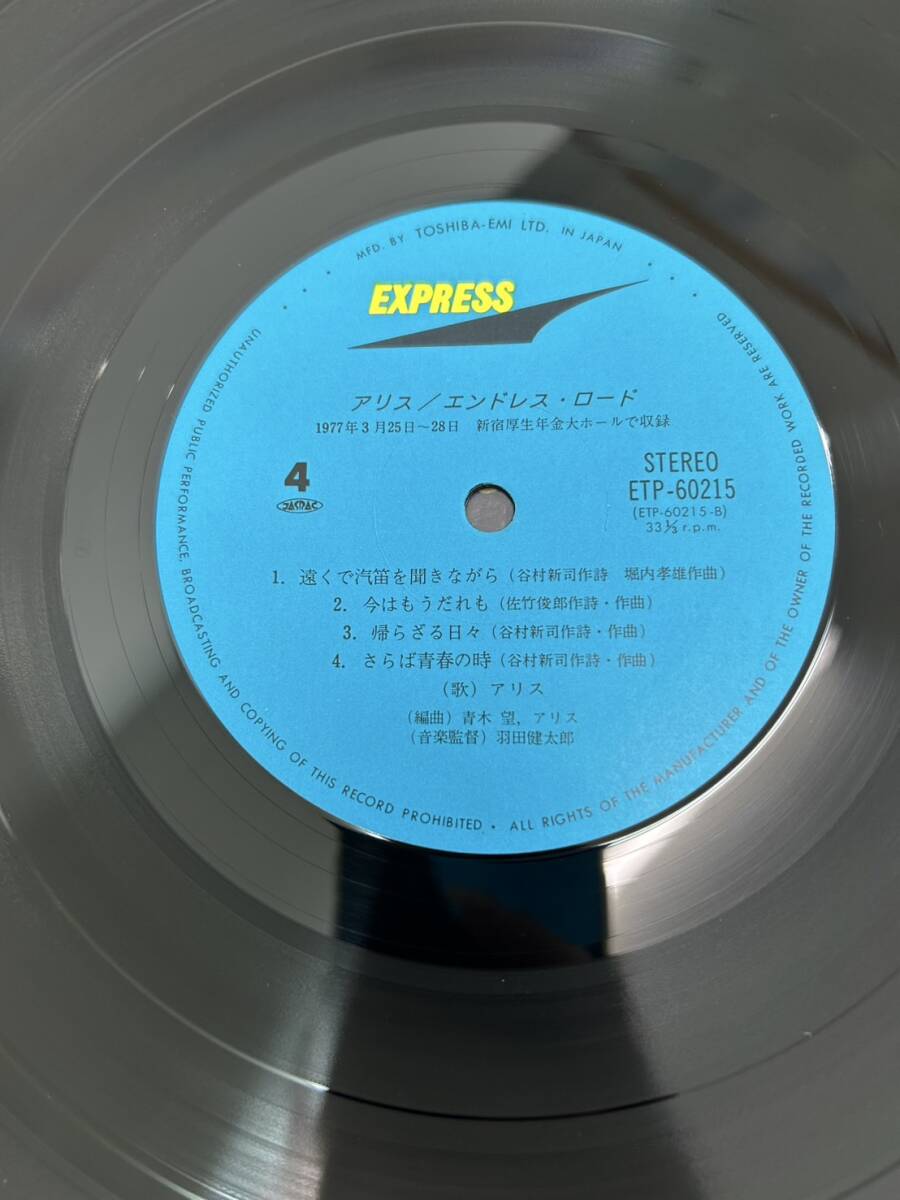 MFD. BY TOSHIBA-EMI LTD. IN JAPAN
EXPRESS
アリス／エンドレス・ロード
1977年3月25日〜28日 新宿厚生年金大ホールで収録
4
JASRAC
STEREO
ETP-60215
(ETP-60215-B)
33⅓ r.p.m.
1. 遠くで汽笛を聞きながら（谷村新司作詩 堀内孝雄作曲）
2. 今はもうだれも（佐竹俊郎作詩・作曲）
3. 帰らざる日々（谷村新司作詩・作曲）
4. さらば青春の時（谷村新司作詩・作曲）
（歌）アリス
（編曲）青木 望、アリス
（音楽監督）羽田健太郎
UNAUTHORIZED PUBLIC PERFORMANCE, BROADCASTING AND COPYING OF THIS RECORD PROHIBITED • ALL RIGHTS OF THE MANUFACTURER AND OF THE OWNER OF THE RECORDED WORK ARE RESERVED